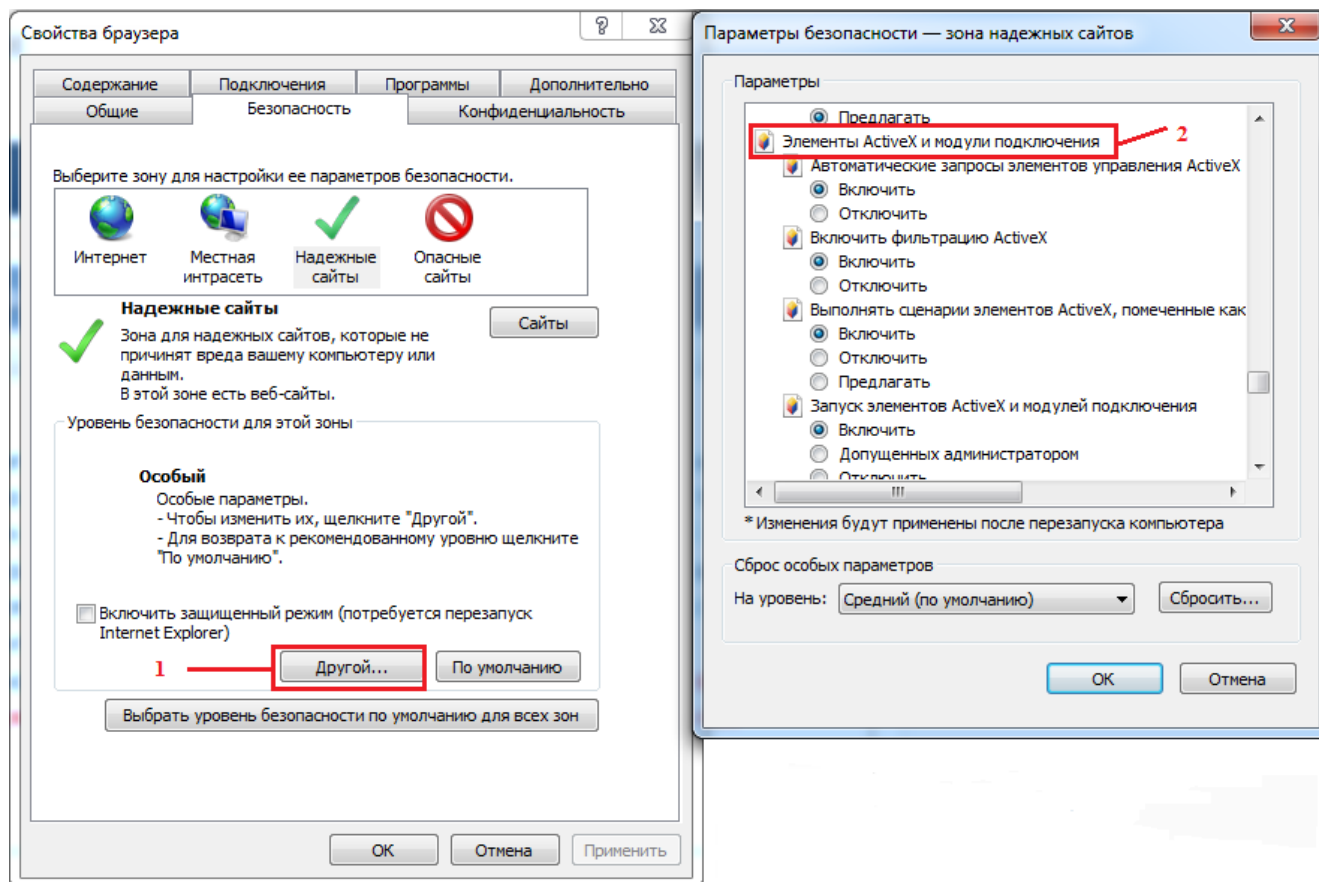 Свойства браузера
Содержание
Подключения
Программы
Дополнительно
Общие
Безопасность
Конфиденциальность
Выберите зону для настройки ее параметров безопасности.
Интернет
Местная
интрасеть
Надежные
сайты
Опасные
сайты
Надежные сайты
Сайты
Зона для надежных сайтов, которые не
причинят вреда вашему компьютеру или
данным.
В этой зоне есть веб-сайты.
Уровень безопасности для этой зоны
Особый
Особые параметры.
- Чтобы изменить их, щелкните "Другой".
- Для возврата к рекомендованному уровню щелкните
"По умолчанию".
Включить защищенный режим (потребуется перезапуск
Internet Explorer)
1
Другой...
По умолчанию
Выбрать уровень безопасности по умолчанию для всех зон
ОК
Отмена
Применить
Параметры безопасности — зона надежных сайтов
Параметры
Предлагать
Элементы ActiveX и модули подключения
2
Автоматические запросы элементов управления ActiveX
Включить
Отключить
Включить фильтрацию ActiveX
Включить
Отключить
Выполнять сценарии элементов ActiveX, помеченные как
Включить
Отключить
Предлагать
Запуск элементов ActiveX и модулей подключения
Включить
Допущенных администратором
Отключить
* Изменения будут применены после перезапуска компьютера
Сброс особых параметров
На уровень:
Средний (по умолчанию)
Сбросить...
ОК
Отмена